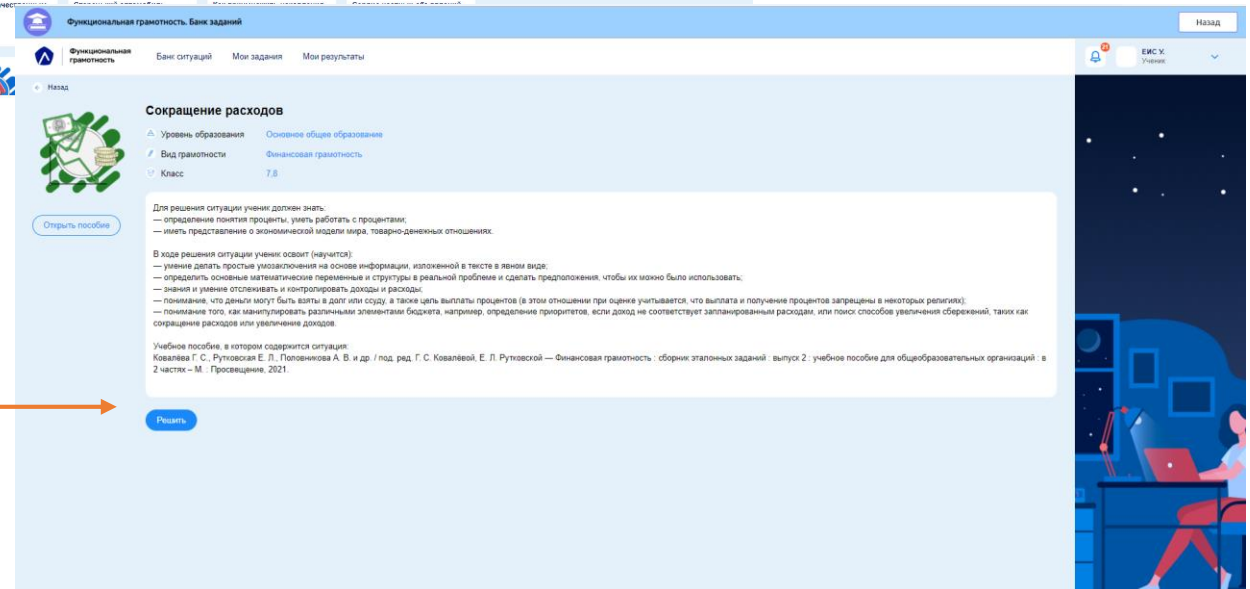 Функциональная грамотность. Банк заданий
Назад
Функциональная
грамотность
Банк ситуаций
Мои задания
Мои результаты
21
ЕИС У.
Ученик
Назад
Сокращение расходов
Уровень образования
Основное общее образование
Вид грамотности
Финансовая грамотность
Класс
7.8
Открыть пособие
Для решения ситуации ученик должен знать:
— определение понятия проценты, уметь работать с процентами;
— иметь представление о экономической модели мира, товарно-денежных отношениях.
В ходе решения ситуации ученик освоит (научится):
— умение делать простые умозаключения на основе информации, изложенной в тексте в явном виде;
— определить основные математические переменные и структуры в реальной проблеме и сделать предположения, чтобы их можно было использовать;
— знания и умение отслеживать и контролировать доходы и расходы;
— понимание, что деньги могут быть взяты в долг или ссуду, а также цель выплаты процентов (в этом отношении при оценке учитывается, что выплата и получение процентов запрещены в некоторых религиях);
— понимание того, как манипулировать различными элементами бюджета, например, определение приоритетов, если доход не соответствует запланированным расходам, или поиск способов увеличения сбережений, таких как
сокращение расходов или увеличение доходов.
Учебное пособие, в котором содержится ситуация:
Ковалёва Г. С., Рутковская Е. Л., Половникова А. В. и др. / под. ред. Г. С. Ковалёвой, Е. Л. Рутковской — Финансовая грамотность : сборник эталонных заданий : выпуск 2 : учебное пособие для общеобразовательных организаций : в
2 частях – М. : Просвещение, 2021.
Решить